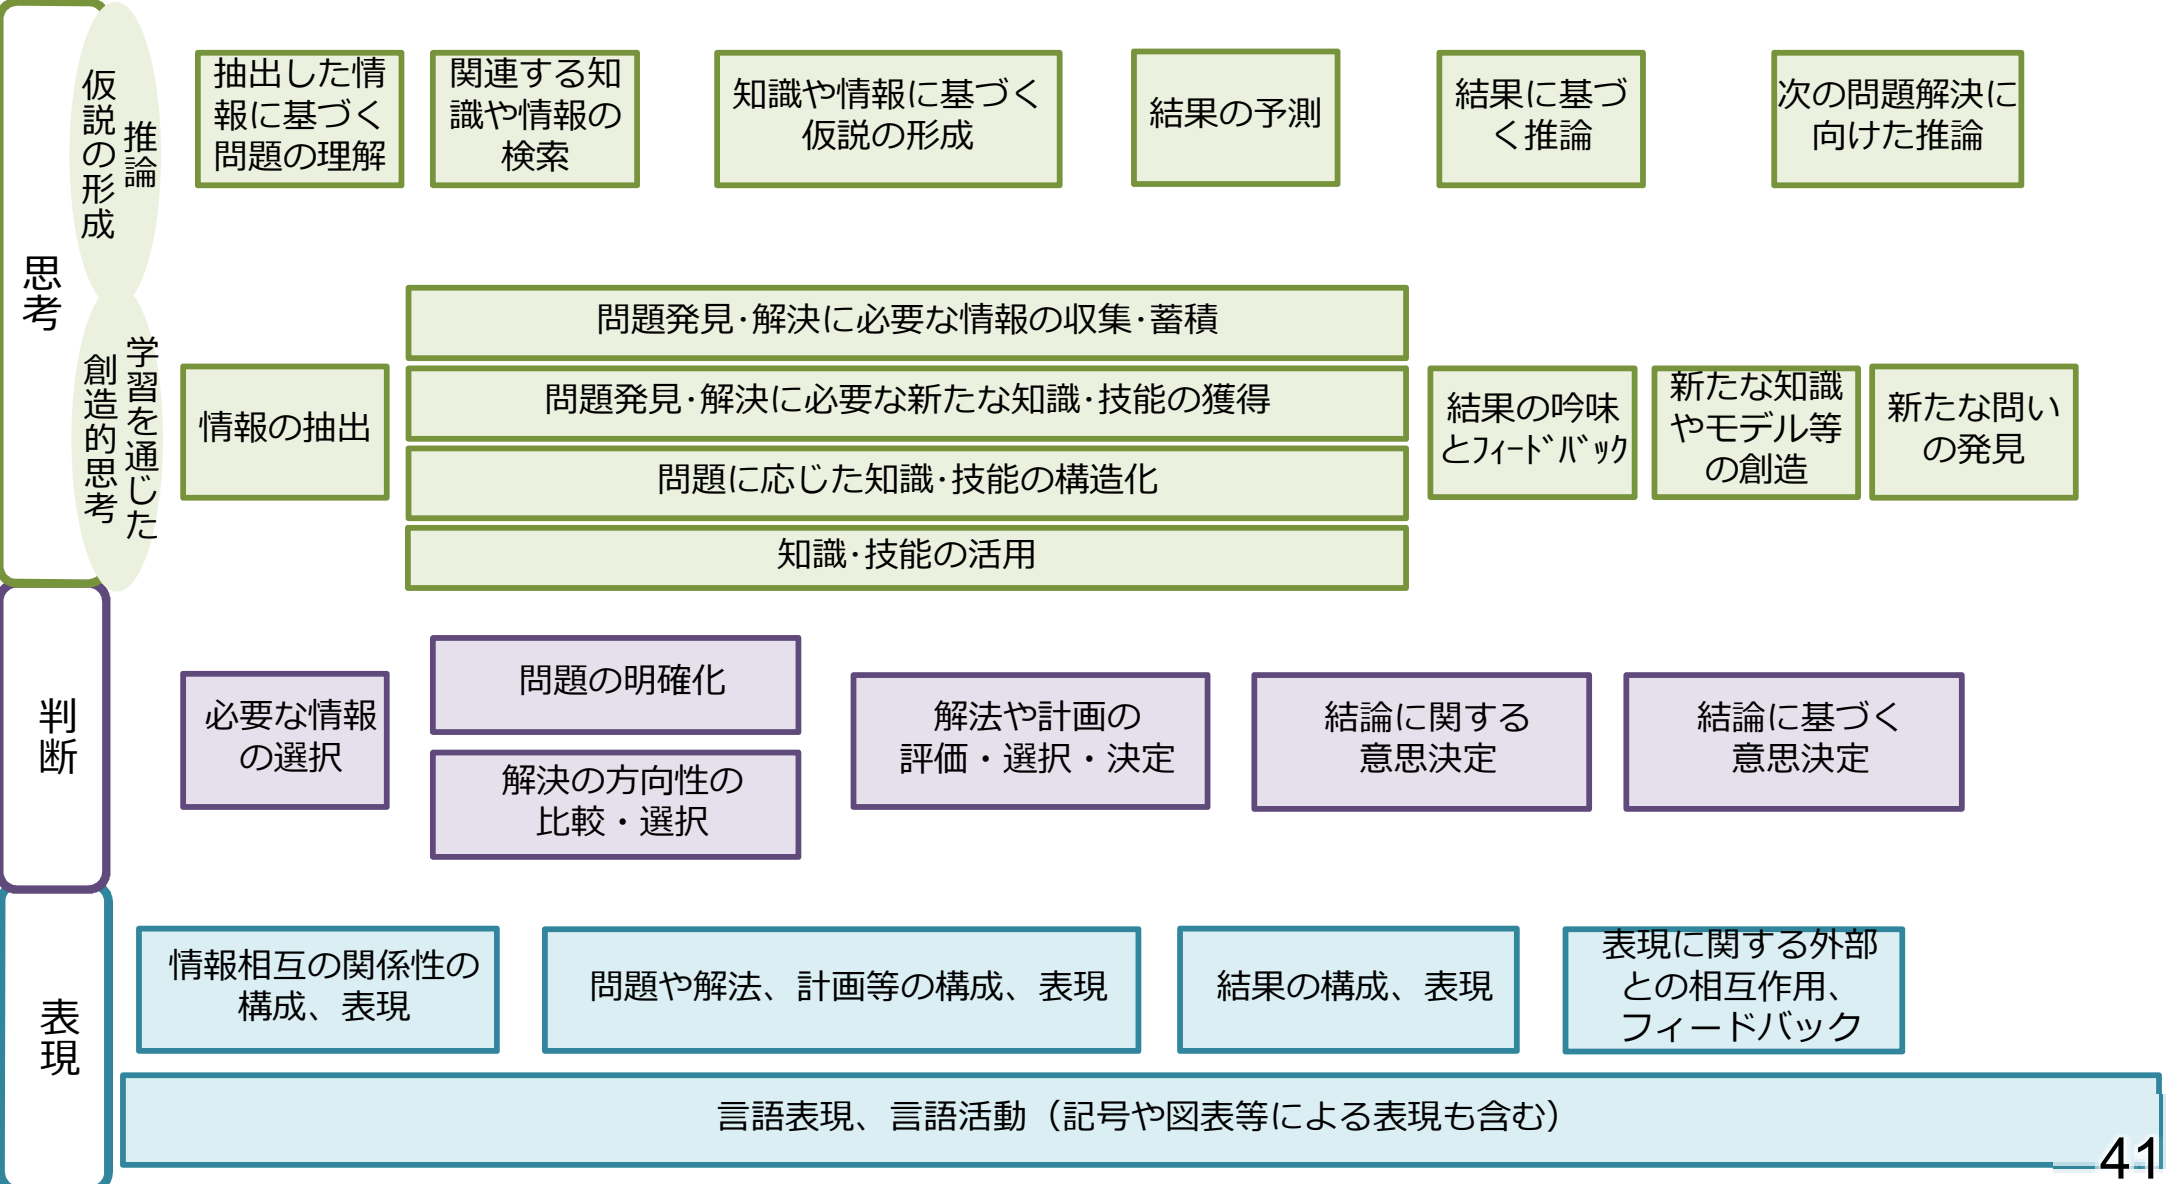 思考
推論
仮説の形成
抽出した情
報に基づく
問題の理解
関連する知
識や情報の
検索
知識や情報に基づく
仮説の形成
結果の予測
結果に基づ
く推論
次の問題解決に
向けた推論
学習を通じた
創造的思考
情報の抽出
問題発見･解決に必要な情報の収集･蓄積
問題発見･解決に必要な新たな知識･技能の獲得
問題に応じた知識･技能の構造化
知識･技能の活用
結果の吟味
とﾌｨｰﾄﾞﾊﾞｯｸ
新たな知識
やモデル等
の創造
新たな問い
の発見
判断
必要な情報
の選択
問題の明確化
解決の方向性の
比較・選択
解法や計画の
評価・選択・決定
結論に関する
意思決定
結論に基づく
意思決定
表現
情報相互の関係性の
構成、表現
問題や解法、計画等の構成、表現
結果の構成、表現
表現に関する外部
との相互作用、
フィードバック
言語表現、言語活動（記号や図表等による表現も含む）
41